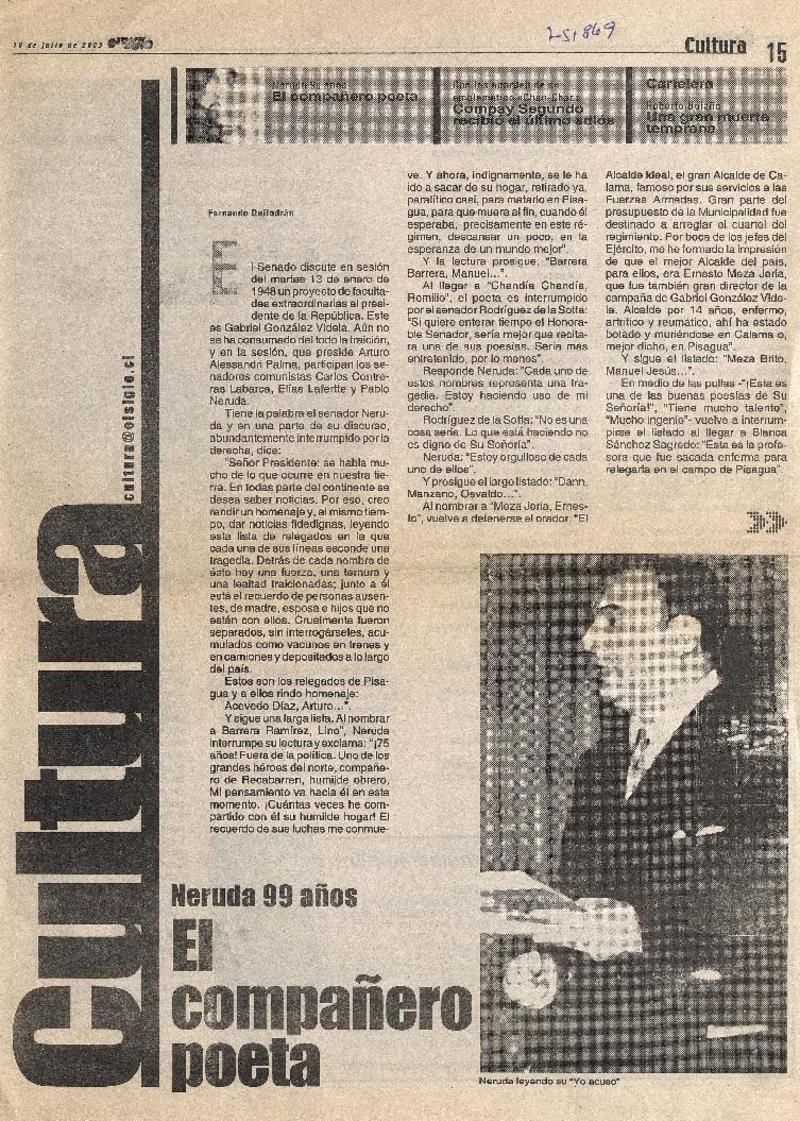 de julio de 2003
251869
Cultura 15
El compañero poeta
Compay Segundo
recibió el último adiós
Cartelera
Roberto Bolaño
Una gran muerte
temprana
cultura@elsiglo.cl
Cultura
Fernando Quilodrán
El Senado discute en sesión
del martes 13 de enero de
1948 un proyecto de faculta-
des extraordinarias al presi-
dente de la República. Este
es Gabriel González Videla. Aún no
se ha consumado del todo la traición,
y en la sesión, que preside Arturo
Alessandri Palma, participan los se-
nadores comunistas Carlos Contre-
ras Labarca, Elías Lafertte y Pablo
Neruda.
Tiene la palabra el senador Neru-
da y en una parte de su discurso,
abundantemente interrumpido por la
derecha, dice:
"Señor Presidente: se habla mu-
cho de lo que ocurre en nuestra tie-
rra. En todas parte del continente se
desea saber noticias. Por eso, creo
rendir un homenaje y, al mismo tiem-
po, dar noticias fidedignas, leyendo
esta lista de relegados en la que
cada una de sus líneas esconde una
tragedia. Detrás de cada nombre de
éste hay una fuerza, una ternura y
una lealtad traicionadas; junto a él
está el recuerdo de personas ausen-
tes, de madre, esposa e hijos que no
están con ellos. Cruelmente fueron
separados, sin interrogárseles, acu-
mulados como vacunos en trenes y
en camiones y depositados a lo largo
del país.
Estos son los relegados de Pisa-
gua y a ellos rindo homenaje:
Acevedo Díaz, Arturo...".
Y sigue una larga lista. Al nombrar
a Barrera Ramírez, Lino", Neruda
interrumpe su lectura y exclama: "¡75
años! Fuera de la política. Uno de los
grandes héroes del norte, compañe-
ro de Recabarren, humilde obrero.
Mi pensamiento va hacia él en este
momento. ¡Cuántas veces he com-
partido con él su humilde hogar! El
recuerdo de sus luchas me conmue-
ve. Y ahora, indignamente, se le ha
ido a sacar de su hogar, retirado ya,
paralítico casi, para matarlo en Pisa-
gua, para que muera al fin, cuando él
esperaba, precisamente en este ré-
gimen, descansar un poco, en la
esperanza de un mundo mejor".
Y la lectura prosigue: "Barrera
Barrera, Manuel...".
Al llegar a "Chandía Chandía,
Romilio", el poeta es interrumpido
por el senador Rodríguez de la Sotta:
"Si quiere enterar tiempo el Honora-
ble Senador, sería mejor que recita-
ra una de sus poesías. Sería más
entretenido, por lo menos".
Responde Neruda: "Cada uno de
estos nombres representa una tra-
gedia. Estoy haciendo uso de mi
derecho".
Rodríguez de la Sotta: "No es una
cosa seria. Lo que está haciendo no
es digno de Su Señoría".
Neruda: "Estoy orgulloso de cada
uno de ellos".
Y prosigue el largo listado: "Dann.
Manzano, Osvaldo...".
Al nombrar a "Meza Jeria, Ernes-
to", vuelve a detenerse el orador: "El
Alcalde Ideal, el gran Alcalde de Ca-
lama, famoso por sus servicios a las
Fuerzas Armadas. Gran parte del
presupuesto de la Municipalidad fue
destinado a arreglar el cuartel del
regimiento. Por boca de los jefes del
Ejército, me he formado la impresión
de que el mejor Alcalde del país,
para ellos, era Ernesto Meza Jeria,
que fue también gran director de la
campaña de Gabriel González Vide-
la. Alcalde por 14 años, enfermo,
artrítico y reumático, ahí ha estado
botado y muriéndose en Calama o,
mejor dicho, en Pisagua".
Y sigue el listado: "Meza Brito,
Manuel Jesús...".
En medio de las pullas -"¡Esta es
una de las buenas poesías de Su
Señoría!", "Tiene mucho talento",
"Mucho ingenio"- vuelve a interrum-
pirse el listado al llegar a Blanca
Sánchez Sagredo: "Esta es la profe-
sora que fue sacada enferma para
relegarla en el campo de Pisagua".
Neruda 99 años
El
compañero
poeta
Neruda leyendo su "Yo acuso"